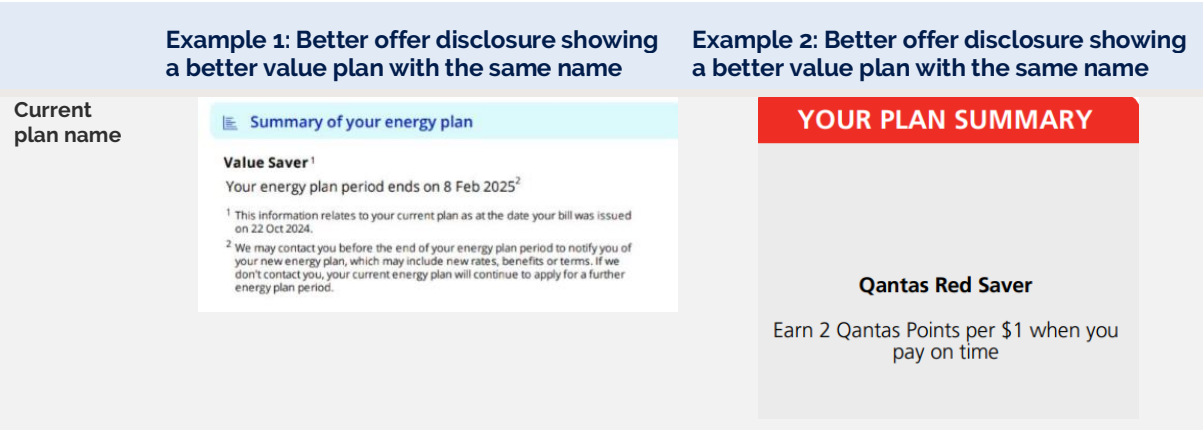 Example 1: Better offer disclosure showing
a better value plan with the same name
Example 2: Better offer disclosure showing
a better value plan with the same name
Current
plan name
Summary of your energy plan
Value Saver¹
Your energy plan period ends on 8 Feb 2025²
¹ This information relates to your current plan as at the date your bill was issued
on 22 Oct 2024.
² We may contact you before the end of your energy plan period to notify you of
your new energy plan, which may include new rates, benefits or terms. If we
don't contact you, your current energy plan will continue to apply for a further
energy plan period.
YOUR PLAN SUMMARY
Qantas Red Saver
Earn 2 Qantas Points per $1 when you
pay on time